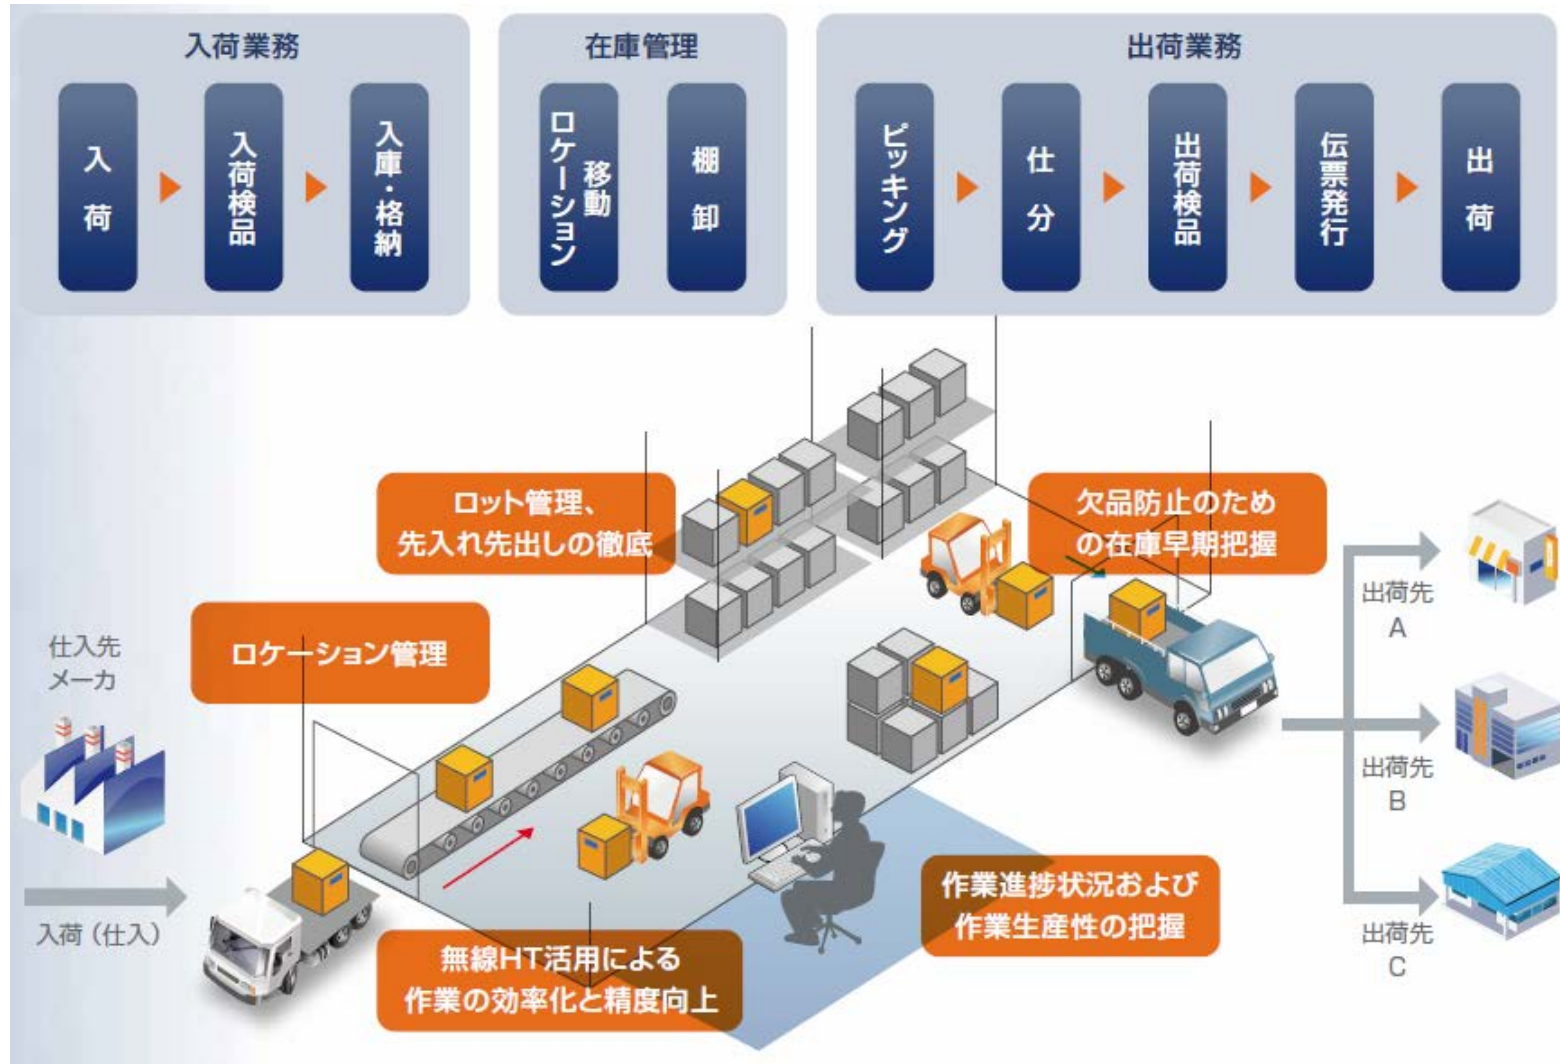 入荷業務
入荷
入荷検品
入庫・格納
在庫管理
ロケーション
移動
棚卸
出荷業務
ピッキング
仕分
出荷検品
伝票発行
出荷
ロット管理、
先入れ先出しの徹底
欠品防止のため
の在庫早期把握
ロケーション管理
仕入先
メーカ
入荷（仕入）
無線HT活用による
作業の効率化と精度向上
作業進捗状況および
作業生産性の把握
出荷先
A
出荷先
B
出荷先
C